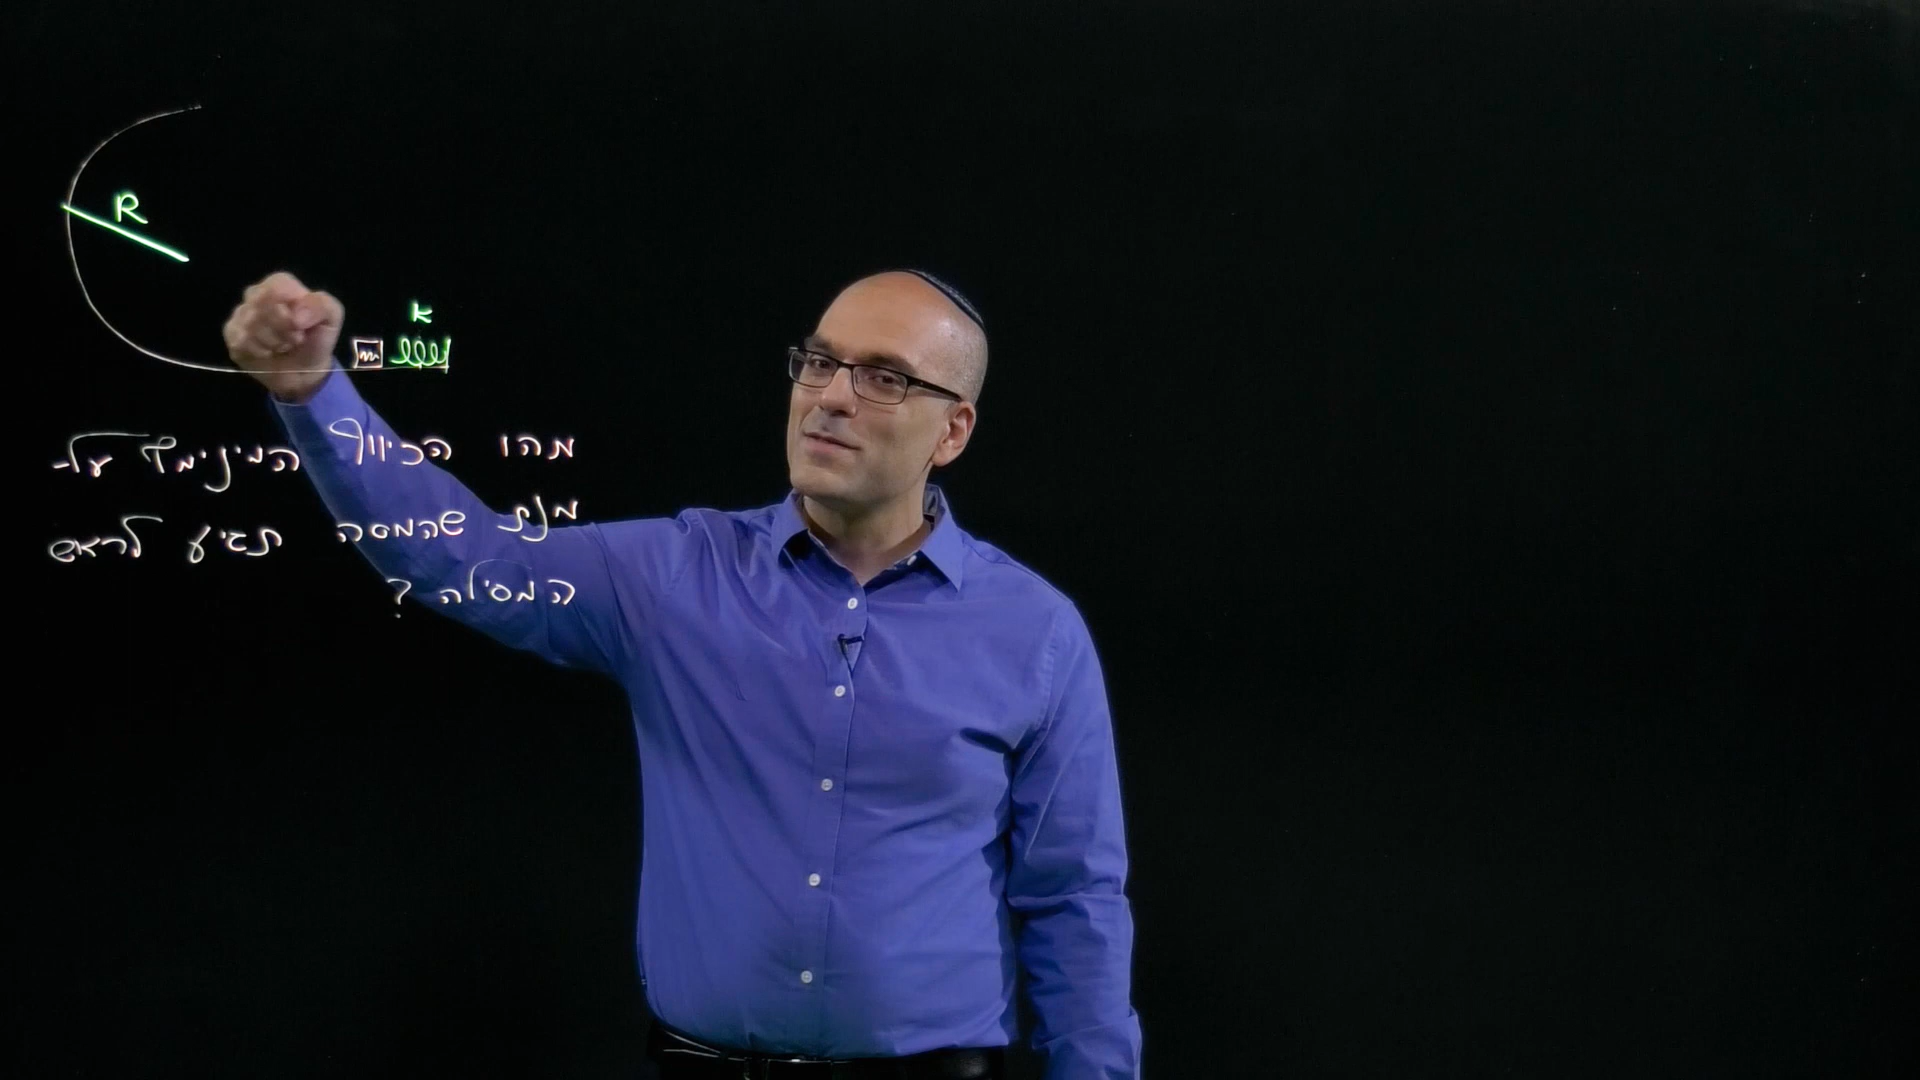 R
k
m
מהו הכיווץ המינימלי על-
מנת שהמסה תגיע לראש
המסילה?